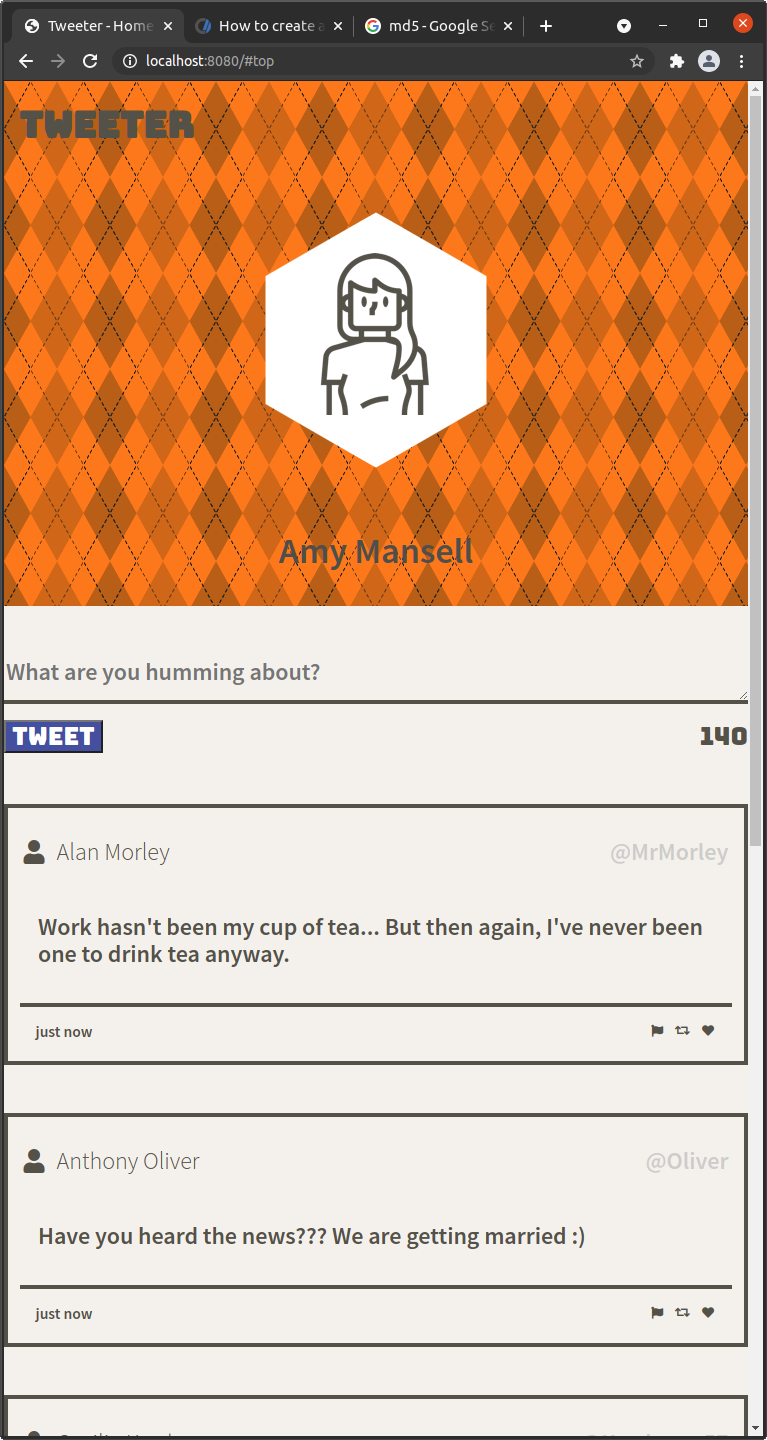 Tweeter - Home
How to create a
md5 - Google Se
localhost:8080/#top
TWEETER
Amy Mansell
What are you humming about?
TWEET 140
Alan Morley @MrMorley
Work hasn't been my cup of tea... But then again, I've never been
one to drink tea anyway.
just now
Anthony Oliver @Oliver
Have you heard the news??? We are getting married :)
just now